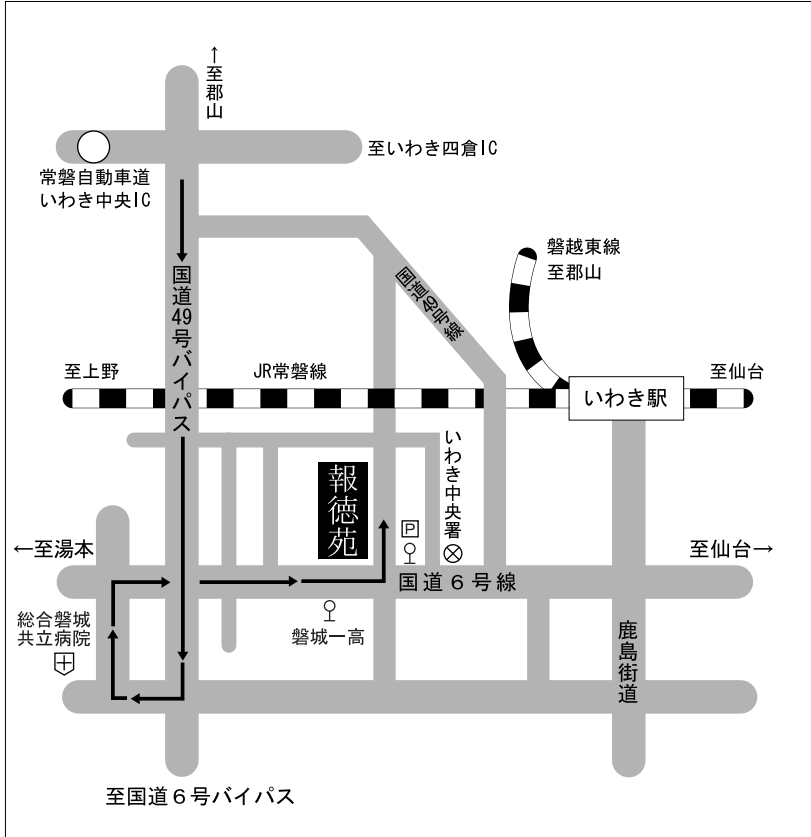 ↑至郡山
至いわき四倉IC
常磐自動車道
いわき中央IC
磐越東線
至郡山
国道49号バイパス
国道49号線
至上野
JR常磐線
いわき駅
至仙台
いわき中央署
報徳苑
P
←至湯本
至仙台→
国道６号線
総合磐城
共立病院
磐城一高
鹿島街道
至国道６号バイパス